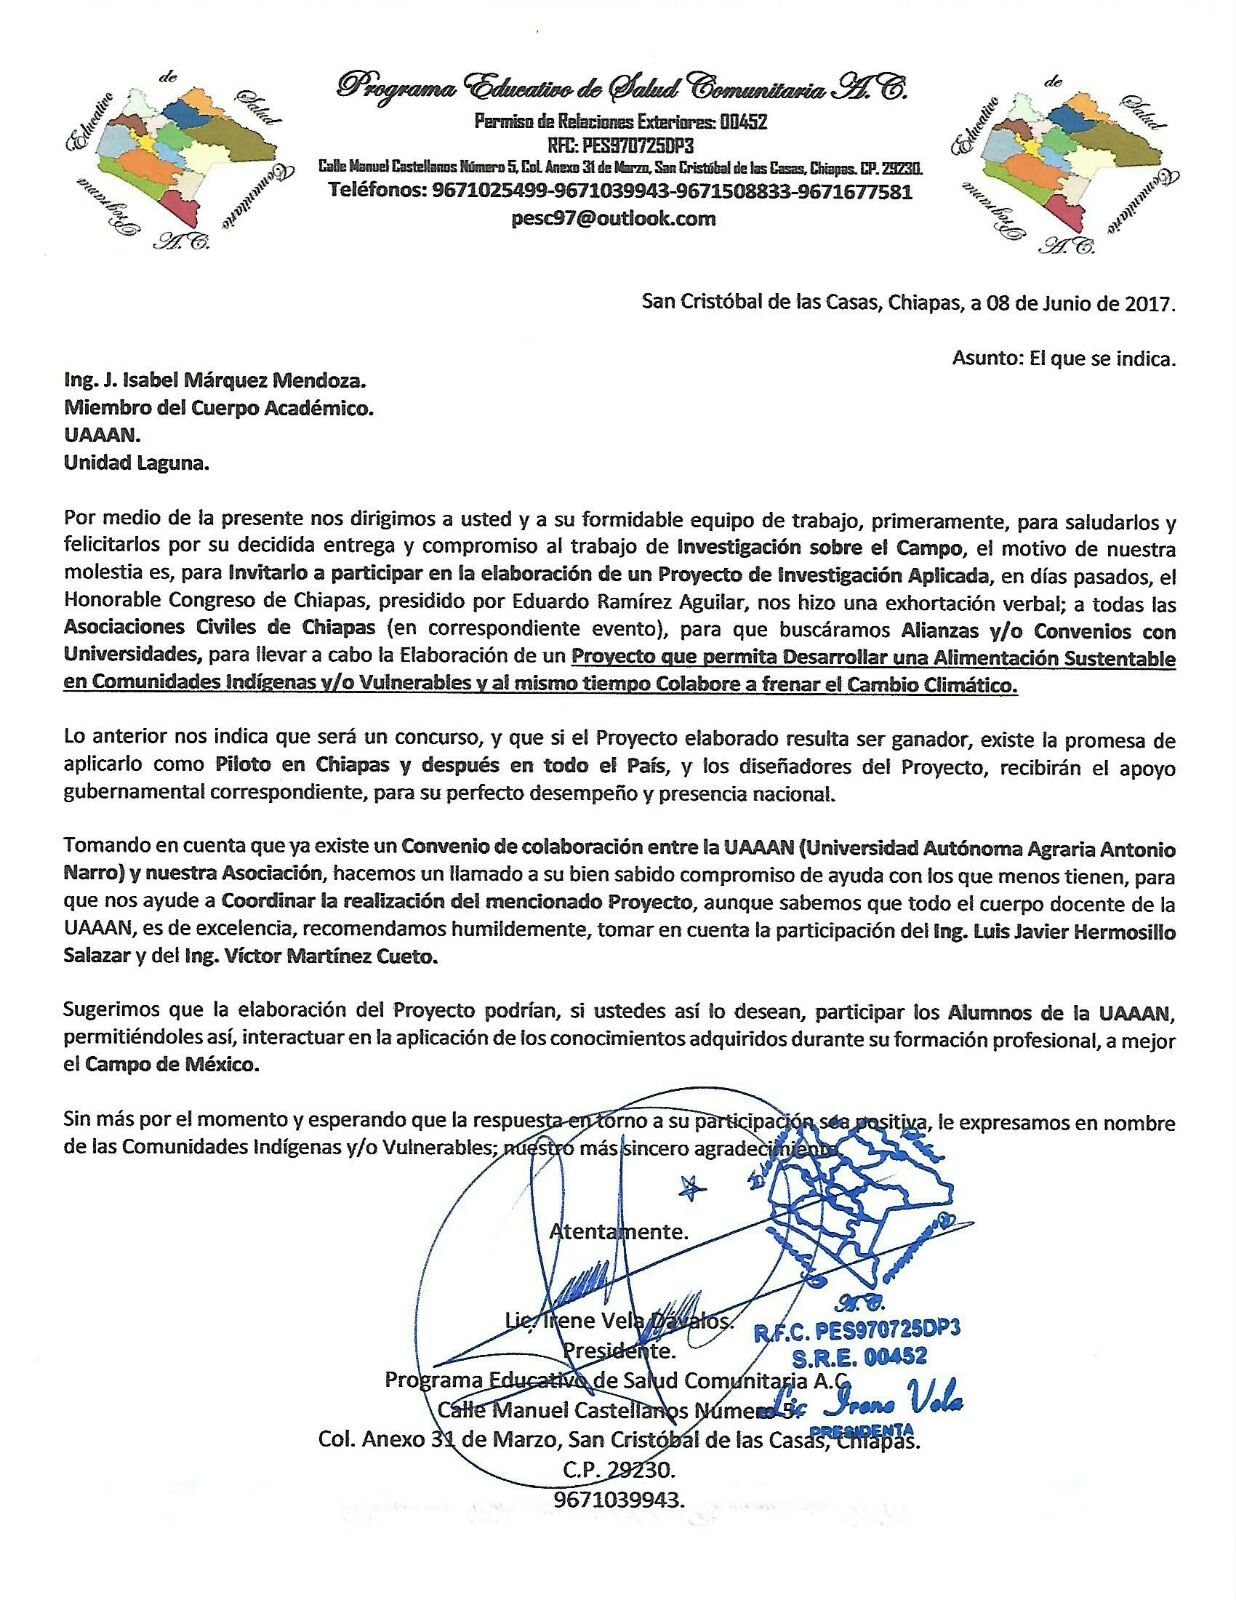 Programa Educativo de Salud Comunitaria A.C.
Permiso de Relaciones Exteriores: 00452
RFC: PES970725DP3
Calle Manuel Castellanos Número 5, Col. Anexo 31 de Marzo, San Cristóbal de las Casas, Chiapas. CP. 29230.
Teléfonos: 9671025499-9671039943-9671508833-9671677581
pesc97@outlook.com
Programa Educativo de Salud Comunitario A.C.
Programa Educativo de Salud Comunitario A.C.
San Cristóbal de las Casas, Chiapas, a 08 de Junio de 2017.
Asunto: El que se indica.
Ing. J. Isabel Márquez Mendoza.
Miembro del Cuerpo Académico.
UAAAN.
Unidad Laguna.
Por medio de la presente nos dirigimos a usted y a su formidable equipo de trabajo, primeramente, para saludarlos y
felicitarlos por su decidida entrega y compromiso al trabajo de Investigación sobre el Campo, el motivo de nuestra
molestia es, para Invitarlo a participar en la elaboración de un Proyecto de Investigación Aplicada, en días pasados, el
Honorable Congreso de Chiapas, presidido por Eduardo Ramírez Aguilar, nos hizo una exhortación verbal; a todas las
Asociaciones Civiles de Chiapas (en correspondiente evento), para que buscáramos Alianzas y/o Convenios con
Universidades, para llevar a cabo la Elaboración de un Proyecto que permita Desarrollar una Alimentación Sustentable
en Comunidades Indígenas y/o Vulnerables y al mismo tiempo Colabore a frenar el Cambio Climático.
Lo anterior nos indica que será un concurso, y que si el Proyecto elaborado resulta ser ganador, existe la promesa de
aplicarlo como Piloto en Chiapas y después en todo el País, y los diseñadores del Proyecto, recibirán el apoyo
gubernamental correspondiente, para su perfecto desempeño y presencia nacional.
Tomando en cuenta que ya existe un Convenio de colaboración entre la UAAAN (Universidad Autónoma Agraria Antonio
Narro) y nuestra Asociación, hacemos un llamado a su bien sabido compromiso de ayuda con los que menos tienen, para
que nos ayude a Coordinar la realización del mencionado Proyecto, aunque sabemos que todo el cuerpo docente de la
UAAAN, es de excelencia, recomendamos humildemente, tomar en cuenta la participación del Ing. Luis Javier Hermosillo
Salazar y del Ing. Víctor Martínez Cueto.
Sugerimos que la elaboración del Proyecto podrían, si ustedes así lo desean, participar los Alumnos de la UAAAN,
permitiéndoles así, interactuar en la aplicación de los conocimientos adquiridos durante su formación profesional, a mejor
el Campo de México.
Sin más por el momento y esperando que la respuesta en torno a su participación sea positiva, le expresamos en nombre
de las Comunidades Indígenas y/o Vulnerables; nuestro más sincero agradecimiento.
Atentamente.
Lic. Irene Vela Dávalos.
Presidente.
Programa Educativo de Salud Comunitaria A.C.
Calle Manuel Castellanos Número 5.
Col. Anexo 31 de Marzo, San Cristóbal de las Casas, Chiapas.
C.P. 29230.
9671039943.
A.C.
R.F.C. PES970725DP3
S.R.E. 00452
Lic Irene Vela
PRESIDENTA